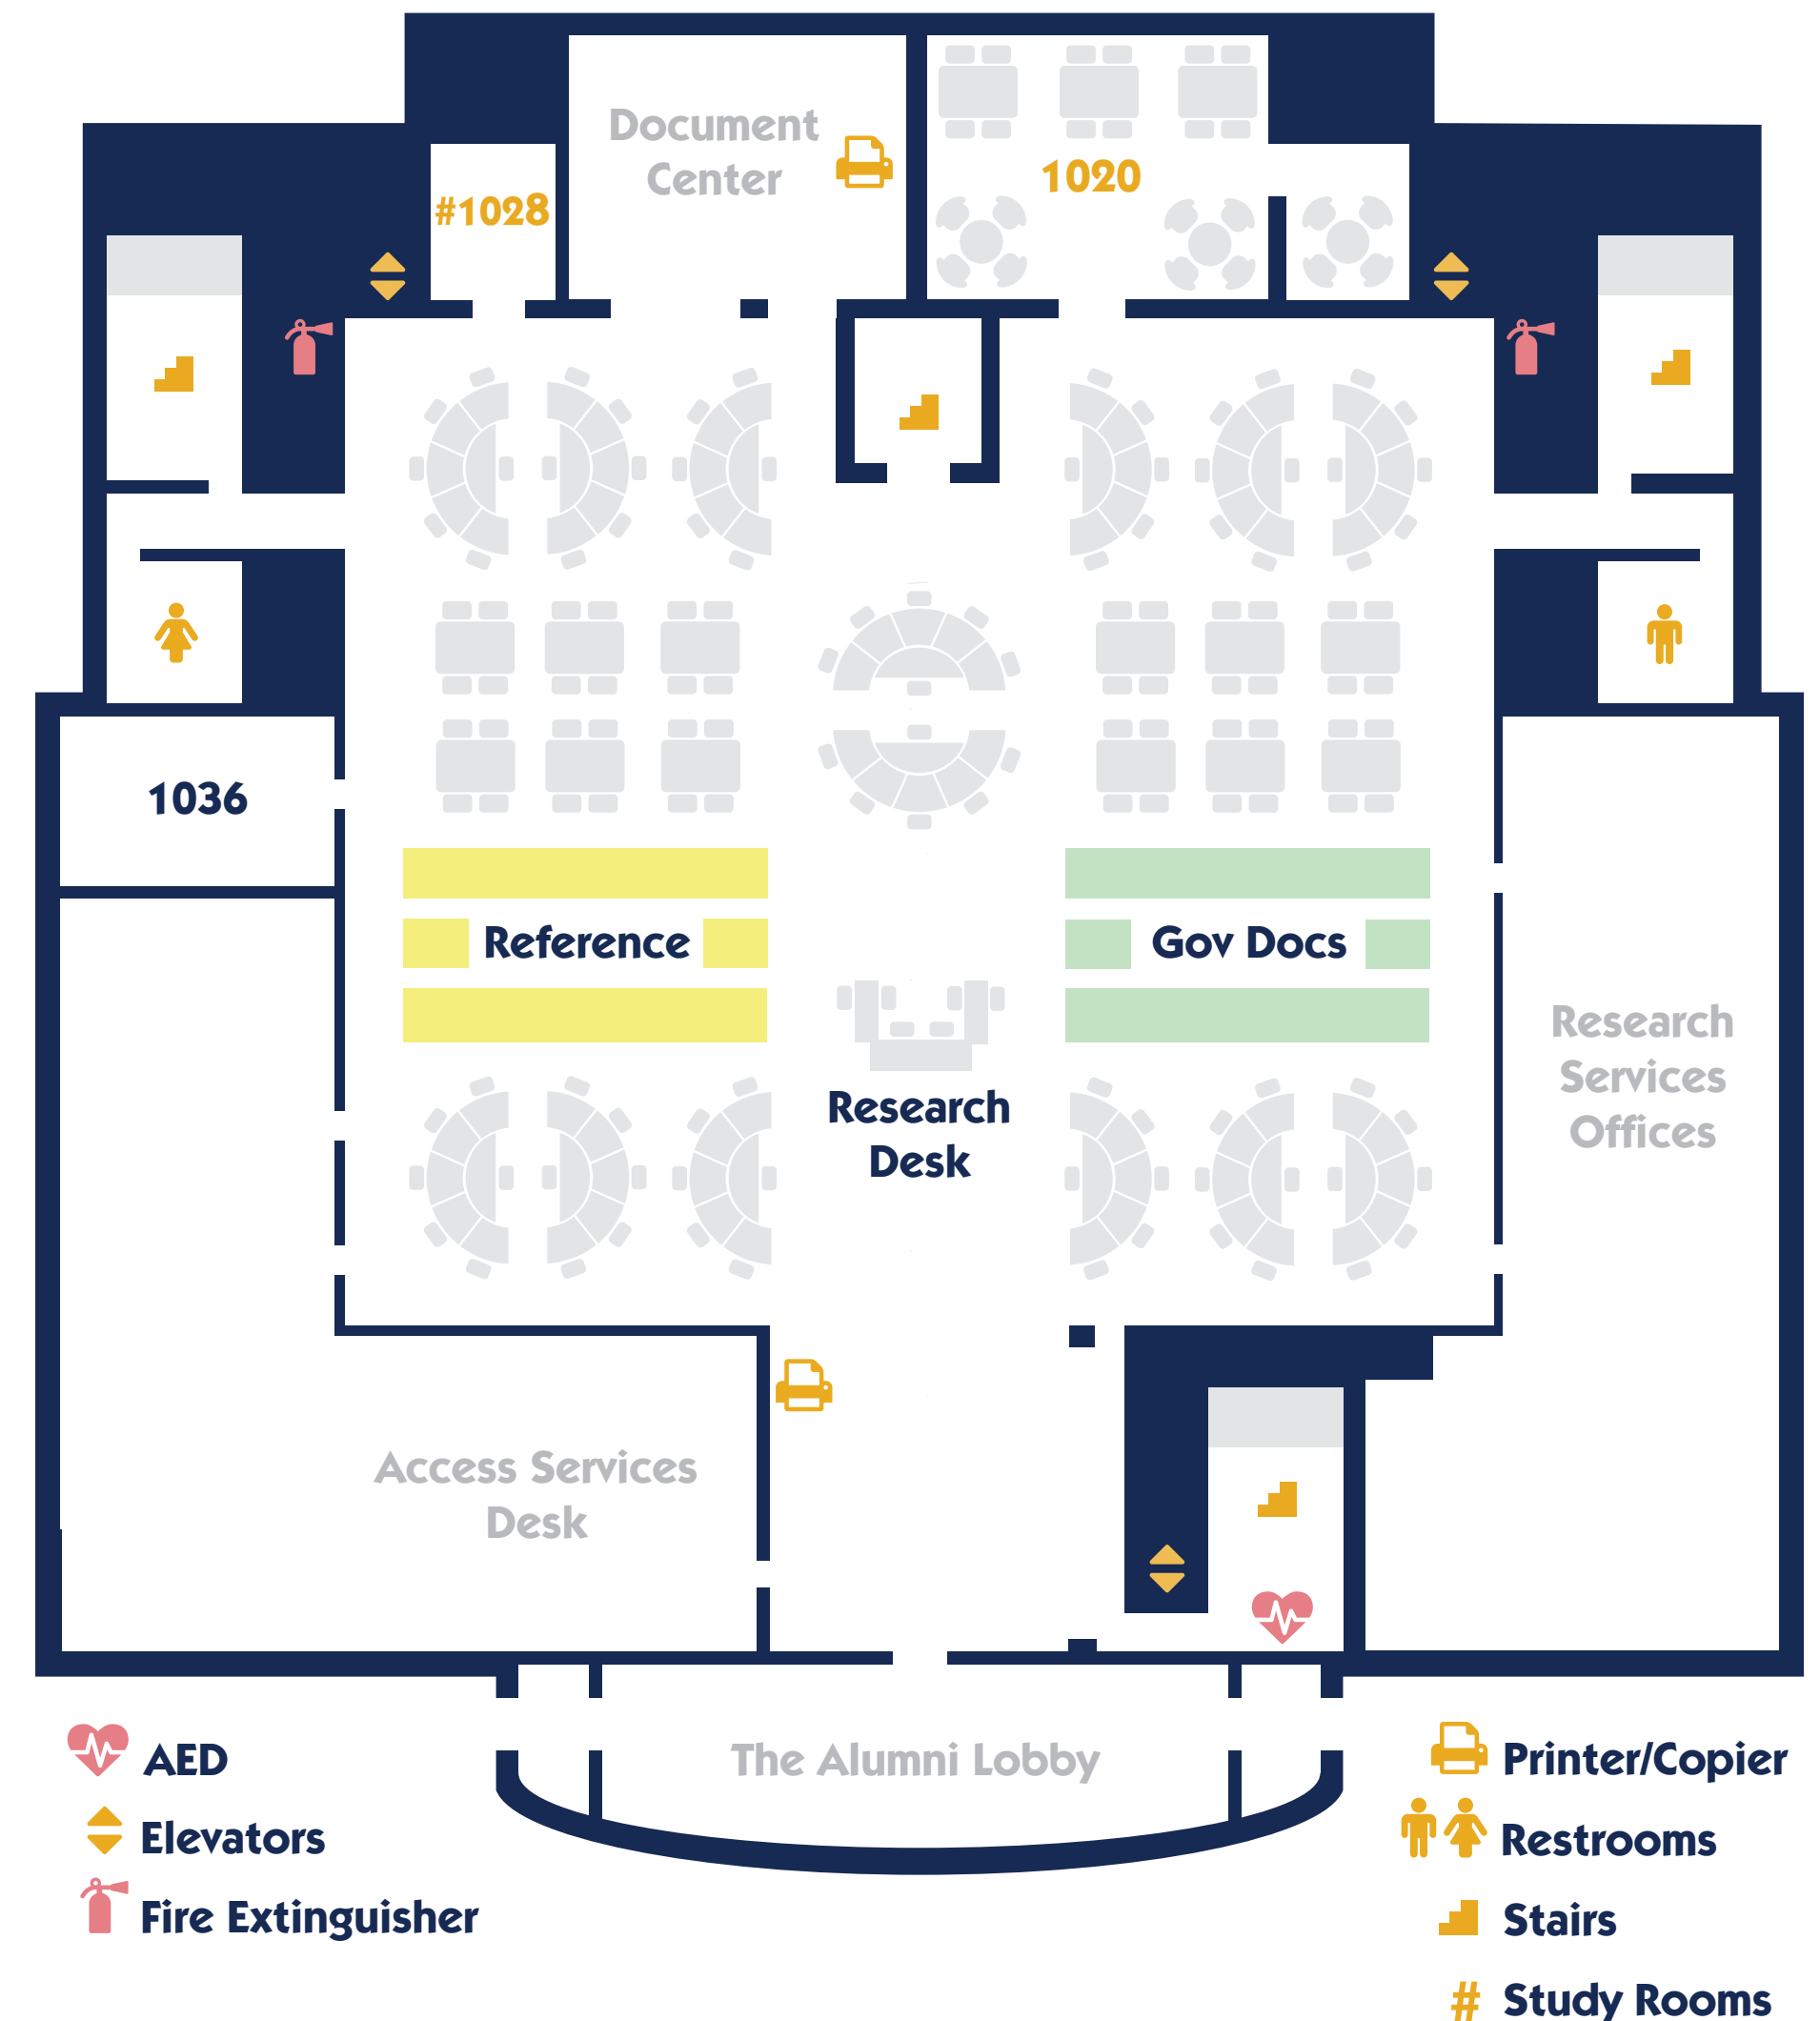 Document
Center
1020
#1028
1036
Reference
Gov Docs
Research
Services
Offices
Research
Desk
Access Services
Desk
The Alumni Lobby
AED
Elevators
Fire Extinguisher
Printer/Copier
Restrooms
Stairs
# Study Rooms